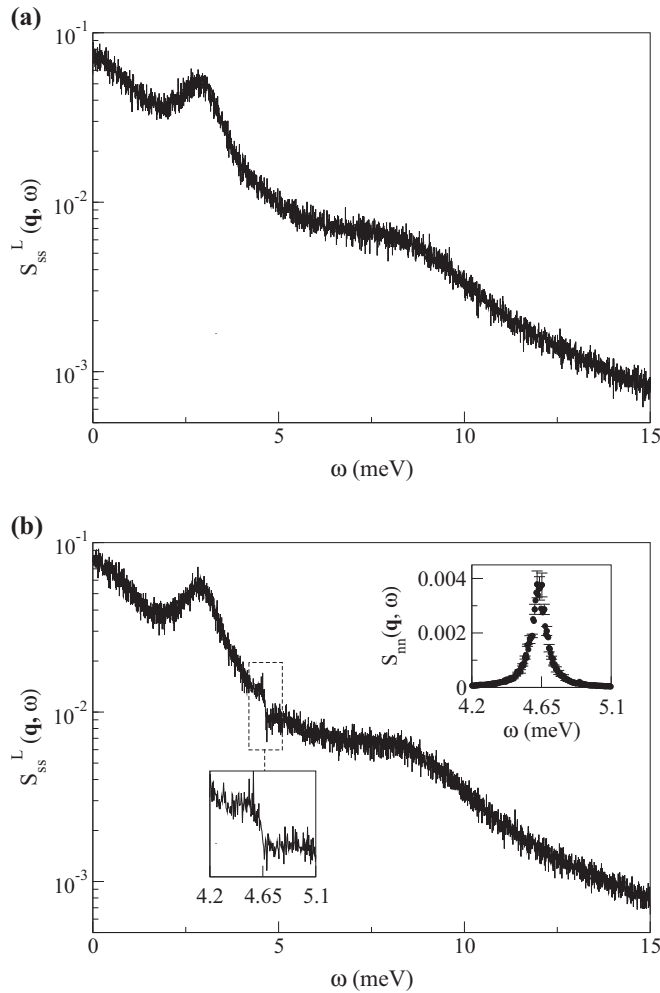 (a)
10⁻¹
10⁻²
10⁻³
S_ss^L (q, ω)
0 5 10 15
ω (meV)
(b)
10⁻¹
10⁻²
10⁻³
S_ss^L (q, ω)
0.004
0.002
0
S_nn(q, ω)
4.2 4.65 5.1
ω (meV)
4.2 4.65 5.1
0 5 10 15
ω (meV)